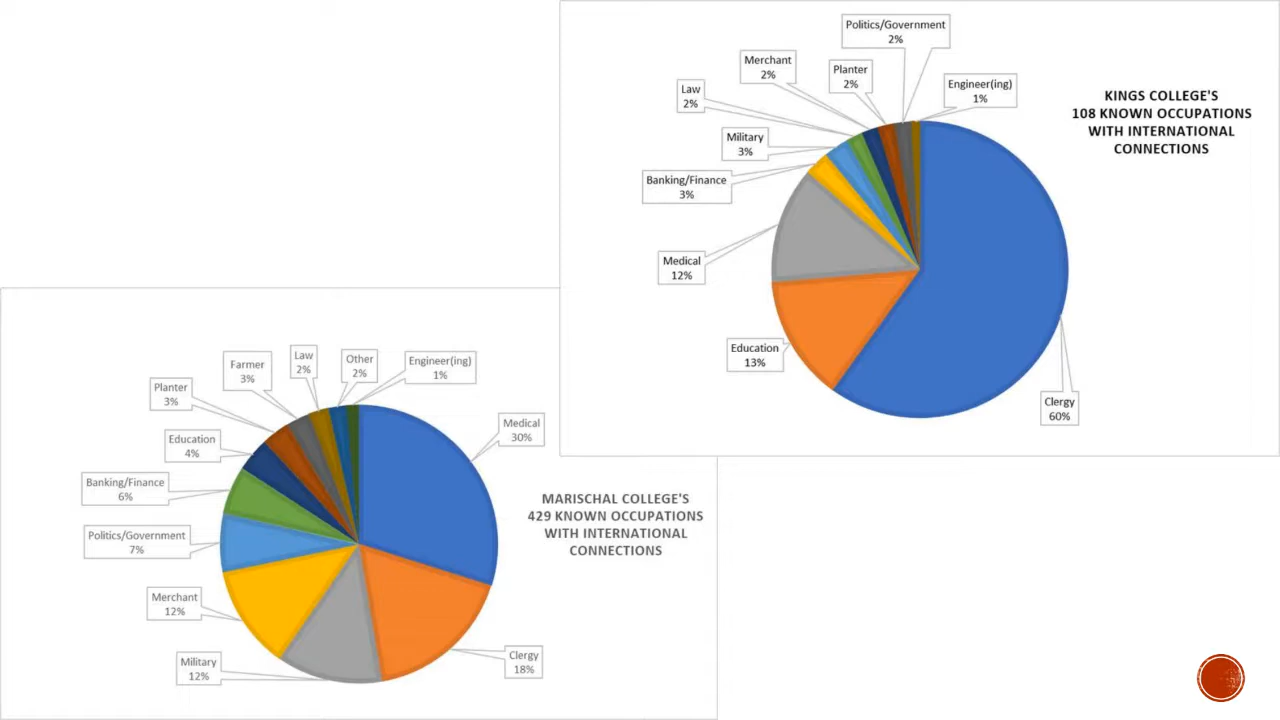 Politics/Government
2%
Merchant
2%
Planter
2%
Engineer(ing)
1%
Law
2%
KINGS COLLEGE'S
108 KNOWN OCCUPATIONS
WITH INTERNATIONAL
CONNECTIONS
Military
3%
Banking/Finance
3%
Medical
12%
Education
13%
Clergy
60%
Law
2%
Other
2%
Engineer(ing)
1%
Farmer
3%
Planter
3%
Medical
30%
Education
4%
Banking/Finance
6%
MARISCHAL COLLEGE'S
429 KNOWN OCCUPATIONS
WITH INTERNATIONAL
CONNECTIONS
Politics/Government
7%
Merchant
12%
Military
12%
Clergy
18%